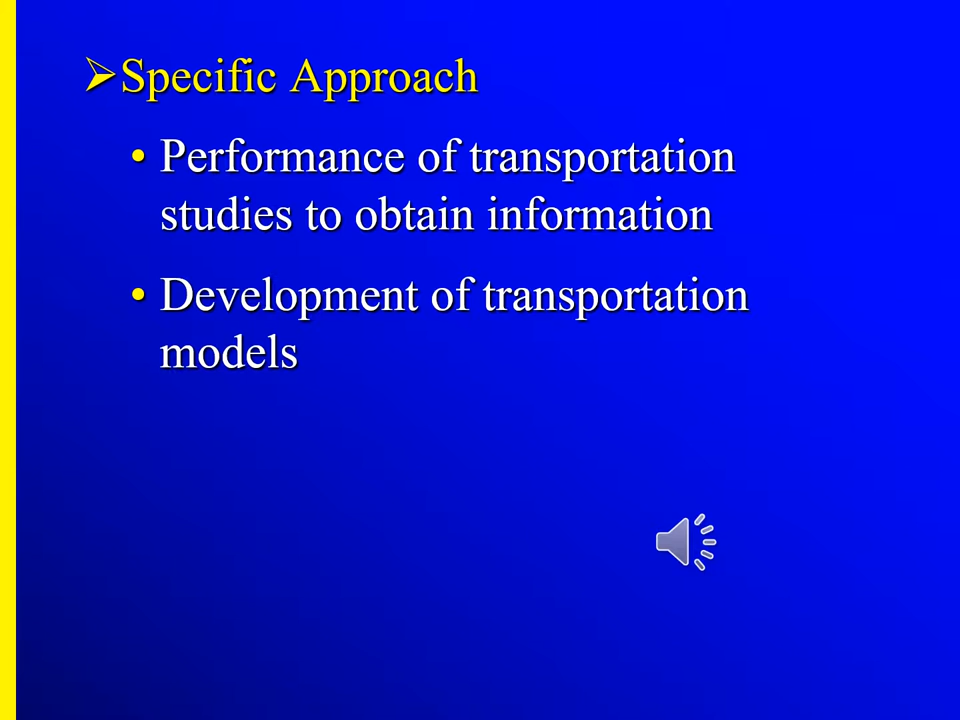 ➢Specific Approach
• Performance of transportation
studies to obtain information
• Development of transportation
models